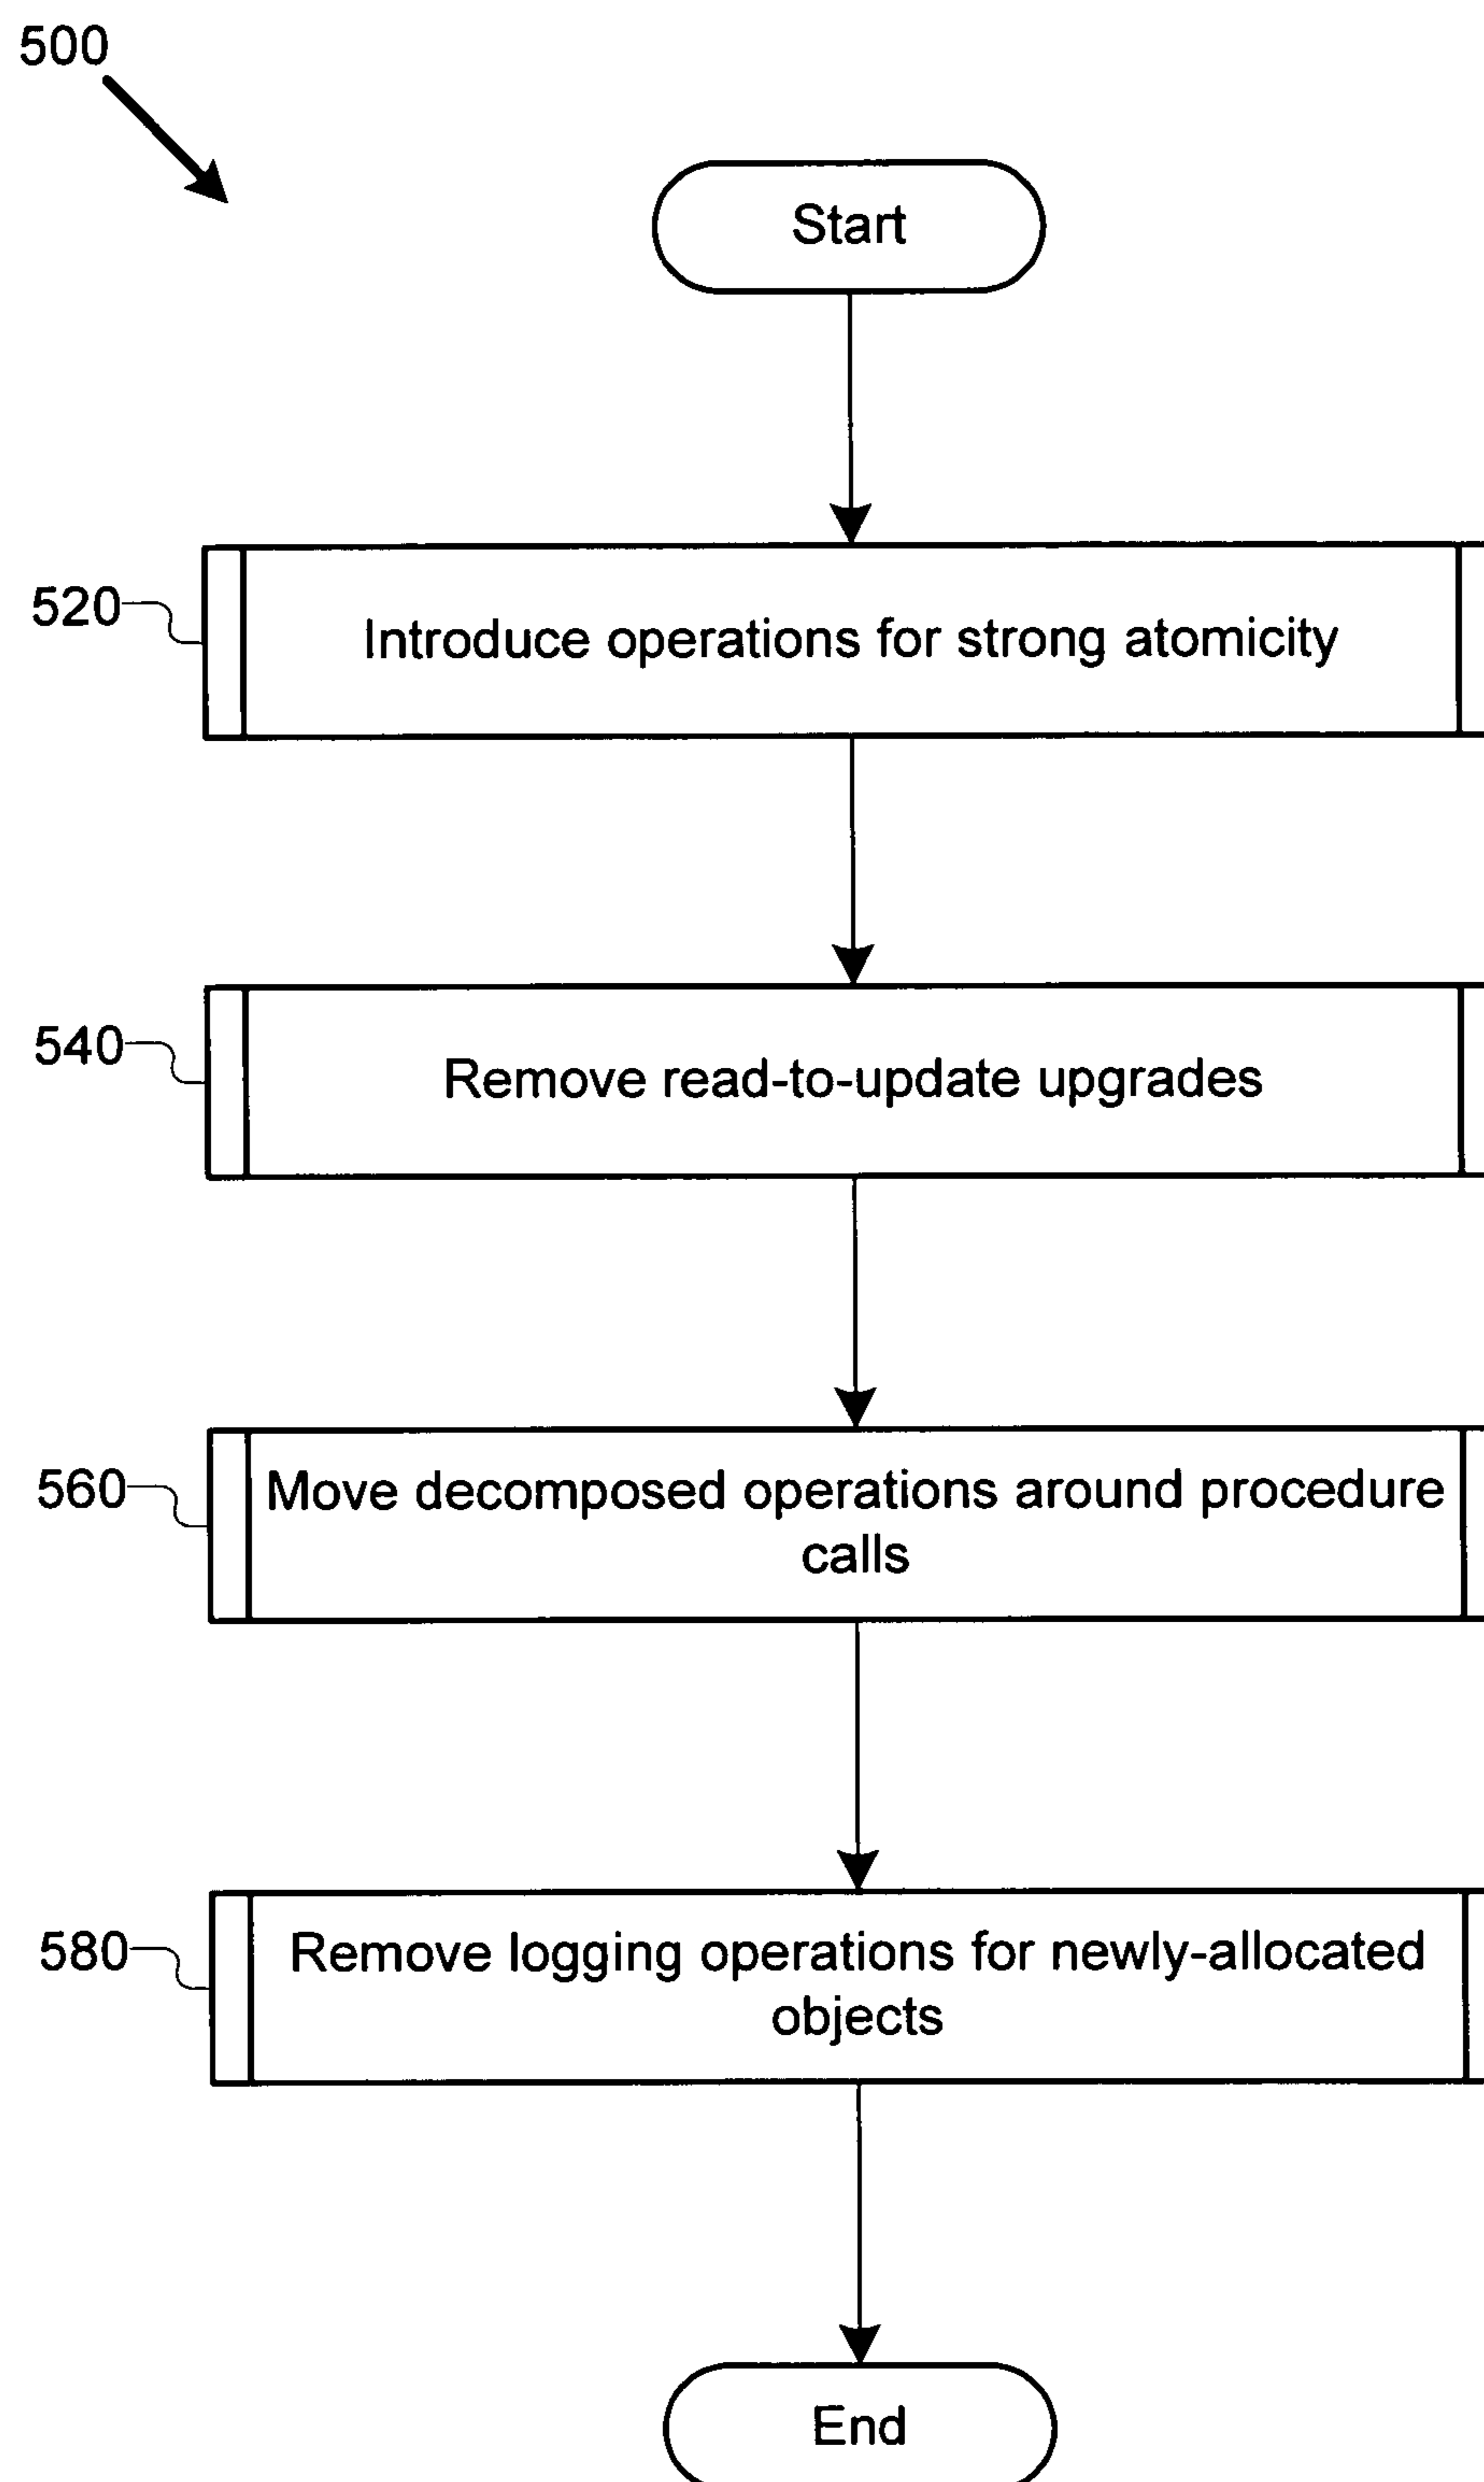 500
Start
520
Introduce operations for strong atomicity
540
Remove read-to-update upgrades
560
Move decomposed operations around procedure
calls
580
Remove logging operations for newly-allocated
objects
End